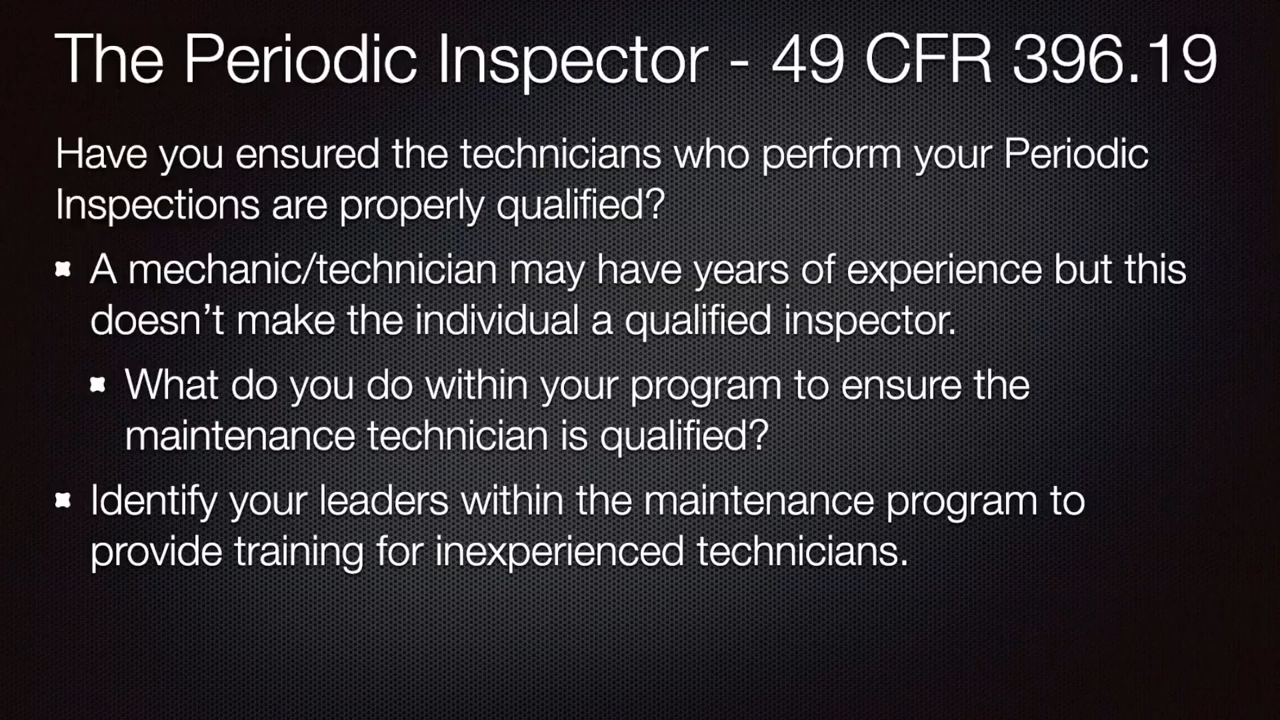 The Periodic Inspector - 49 CFR 396.19
Have you ensured the technicians who perform your Periodic
Inspections are properly qualified?
A mechanic/technician may have years of experience but this
doesn’t make the individual a qualified inspector.
What do you do within your program to ensure the
maintenance technician is qualified?
Identify your leaders within the maintenance program to
provide training for inexperienced technicians.